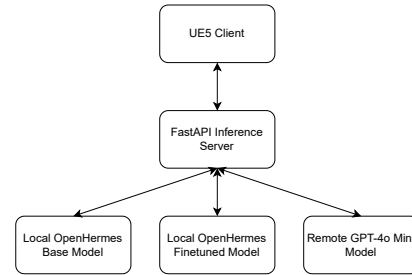 UE5 Client
FastAPI Inference
Server
Local OpenHermes
Base Model
Local OpenHermes
Finetuned Model
Remote GPT-4o Mini
Model